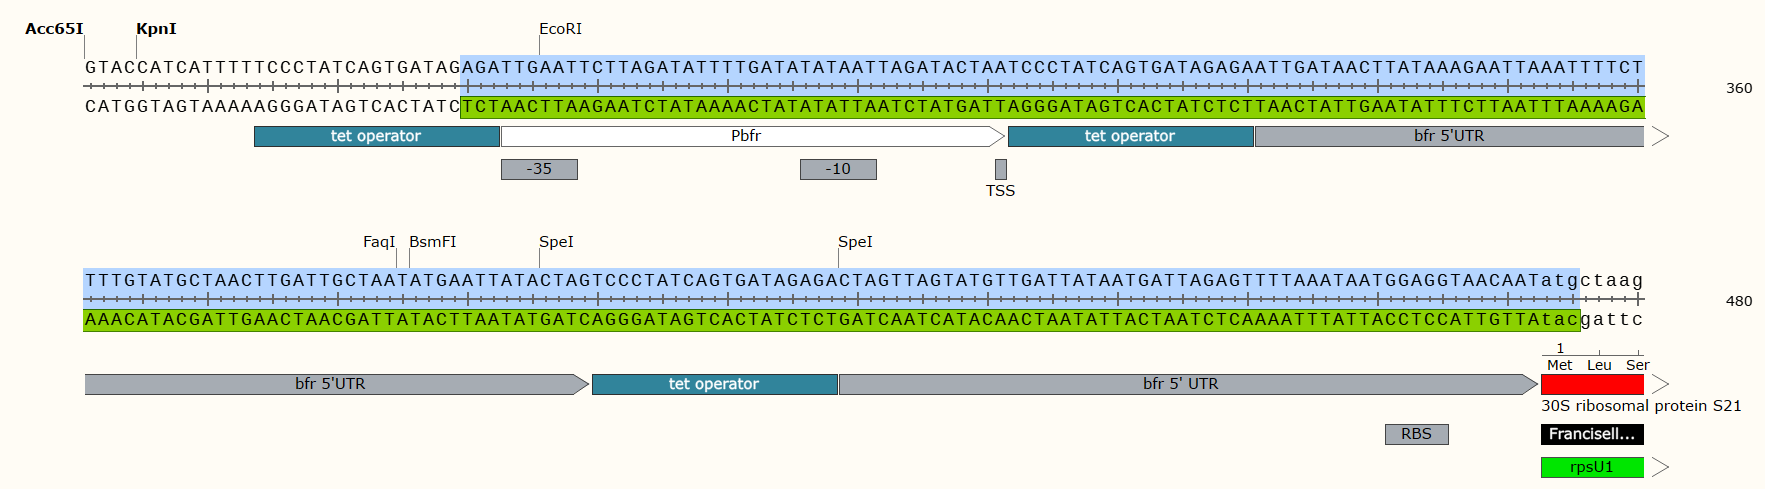 Acc65I KpnI EcoRI
GTACCATCATTTTTCCCTATCAGTGATAGAGATTGAATTCTTAGATATTTTGATATATAATTAGATACTAATCCCTATCAGTGATAGAGAATTGATAACTTATAAAGAATTAAATTTTCT
360
CATGGTAGTAAAAAGGGATAGTCACTATCTCTAACTTAAGAATCTATAAAACTATATATTAATCTATGATTAGGGATAGTCACTATCTCTTAACTATTGAATATTTCTTAATTTAAAAGA
tet operator Pbfr tet operator bfr 5'UTR
-35 -10
TSS
FaqI BsmFI SpeI SpeI
TTTGTATGCTAACTTGATTGCTAATATGAATTATACTAGTCCCTATCAGTGATAGAGACTAGTTAGTATGTTGATTATAATGATTAGAGTTTTAAATAATGGAGGTAACAATatgctaag
480
AAACATACGATTGAACTAACGATTATACTTAATATGATCAGGGATAGTCACTATCTCTGATCAATCATACAACTAATATTACTAATCTCAAAATTTATTACCTCCATTGTTAtacgattc
1
Met Leu Ser
bfr 5'UTR tet operator bfr 5' UTR
30S ribosomal protein S21
RBS Francisell...
rpsU1